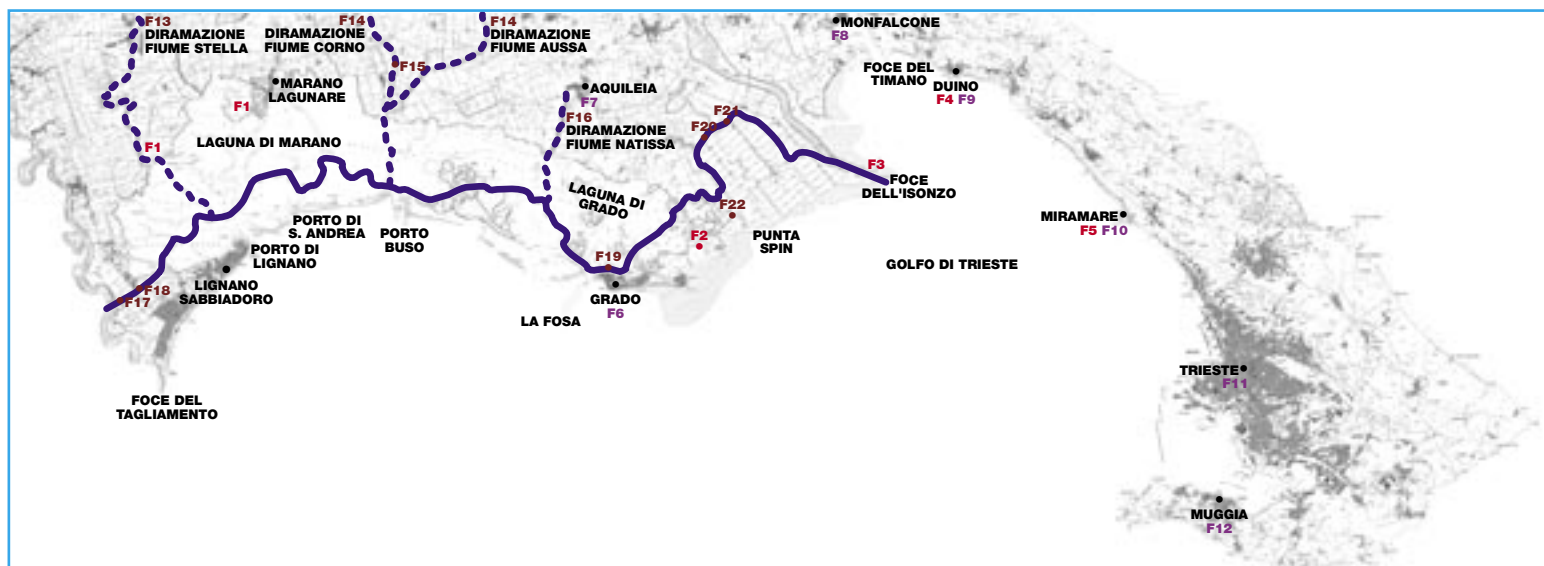 F13
DIRAMAZIONE
FIUME STELLA
F14
DIRAMAZIONE
FIUME CORNO
F14
DIRAMAZIONE
FIUME AUSSA
F15
MONFALCONE
F8
FOCE DEL
TIMANO
DUINO
F4 F9
MARANO
LAGUNARE
F1
AQUILEIA
F7
F16
DIRAMAZIONE
FIUME NATISSA
F21
F20
F1
LAGUNA DI MARANO
F3
FOCE
DELL'ISONZO
LAGUNA DI
GRADO
F22
F2
PUNTA
SPIN
MIRAMARE
F5 F10
PORTO DI
S. ANDREA
PORTO
BUSO
PORTO DI
LIGNANO
F19
GOLFO DI TRIESTE
LIGNANO
SABBIADORO
F18
F17
GRADO
F6
LA FOSA
TRIESTE
F11
FOCE DEL
TAGLIAMENTO
MUGGIA
F12